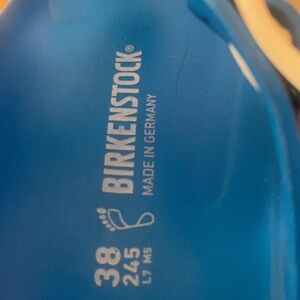 BIRKENSTOCK®
MADE IN GERMANY
38
245
L7 M5